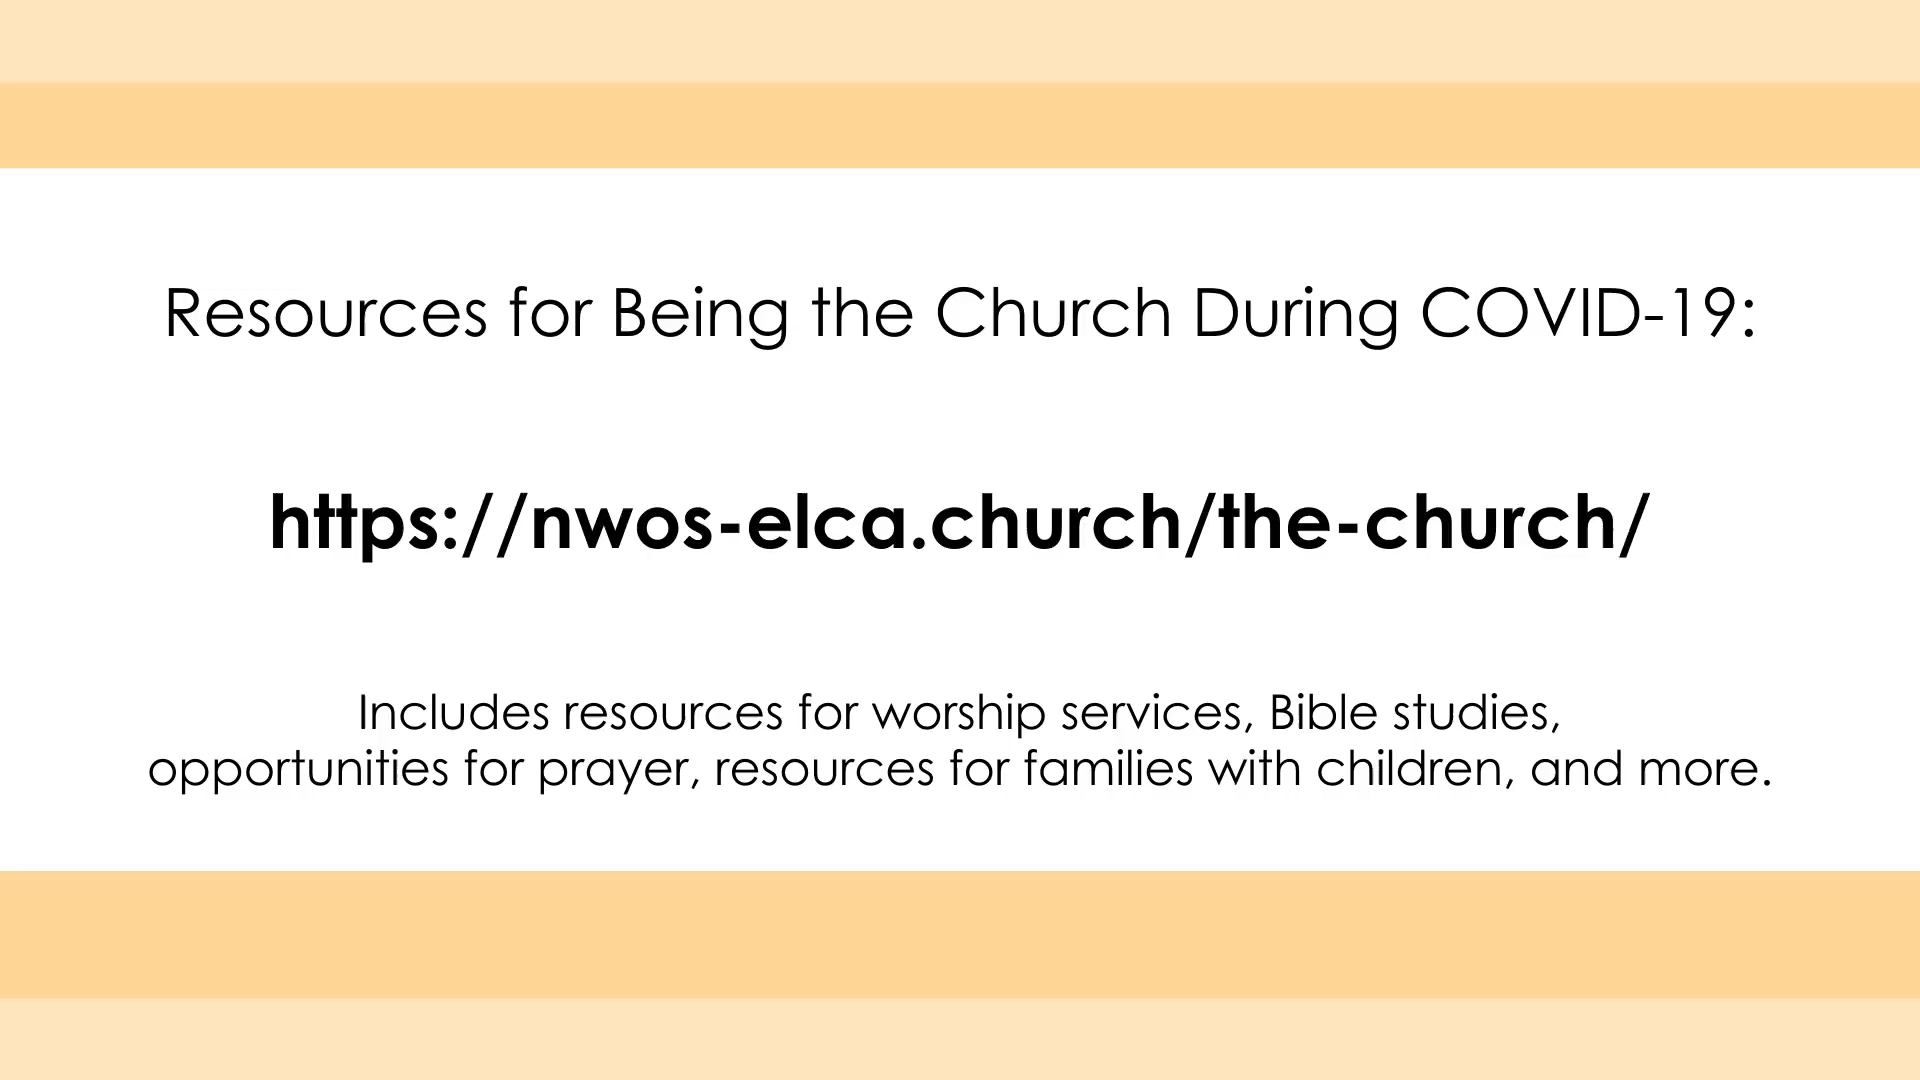 Resources for Being the Church During COVID-19:
https://nwos-elca.church/the-church/
Includes resources for worship services, Bible studies,
opportunities for prayer, resources for families with children, and more.